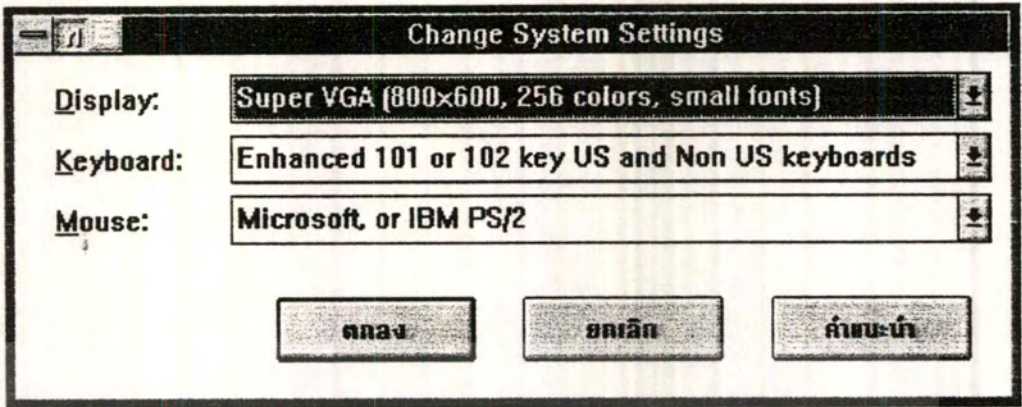 Change System Settings
Display: Super VGA (800x600, 256 colors, small fonts)
Keyboard: Enhanced 101 or 102 key US and Non US keyboards
Mouse: Microsoft, or IBM PS/2
ตกลง ยกเลิก คำแนะนำ